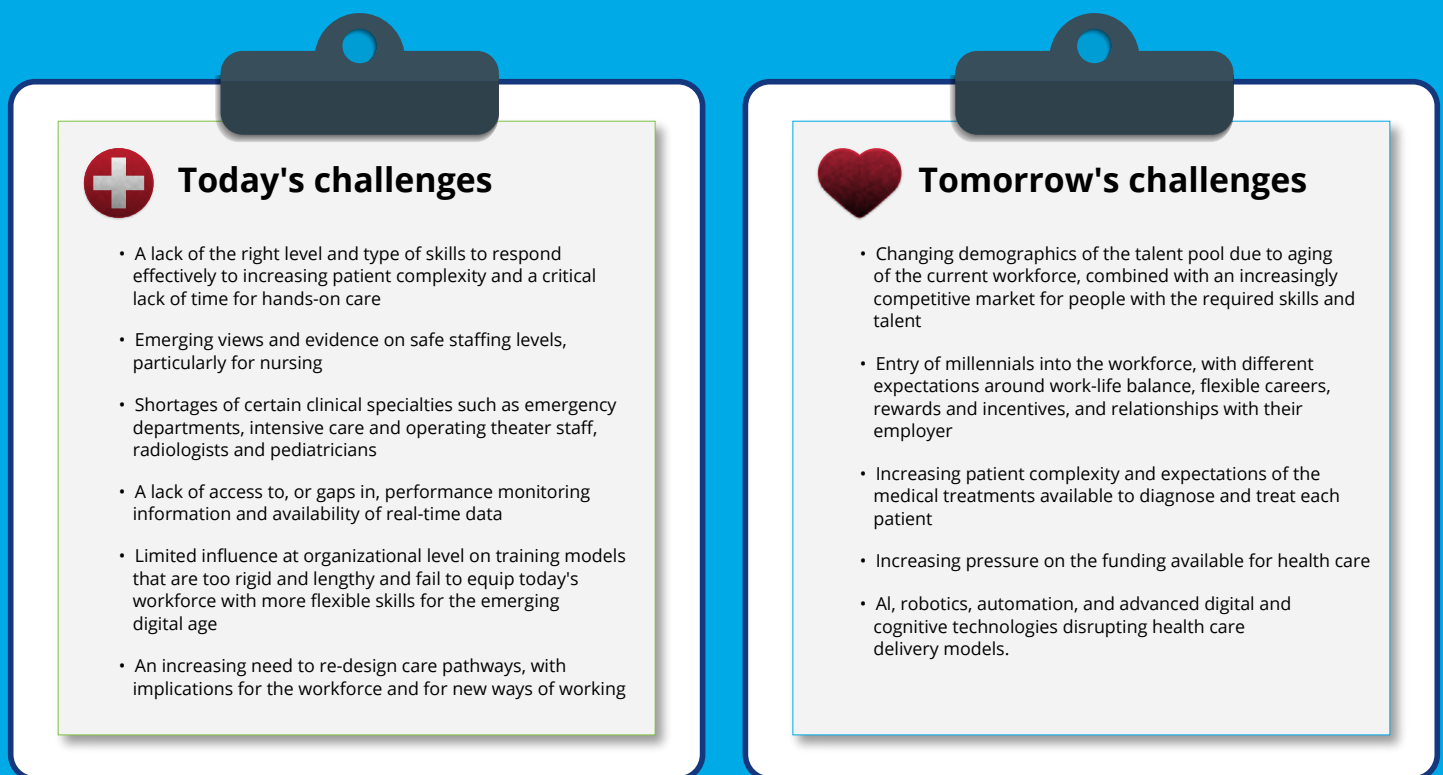 Today's challenges
• A lack of the right level and type of skills to respond
effectively to increasing patient complexity and a critical
lack of time for hands-on care
• Emerging views and evidence on safe staffing levels,
particularly for nursing
• Shortages of certain clinical specialties such as emergency
departments, intensive care and operating theater staff,
radiologists and pediatricians
• A lack of access to, or gaps in, performance monitoring
information and availability of real-time data
• Limited influence at organizational level on training models
that are too rigid and lengthy and fail to equip today's
workforce with more flexible skills for the emerging
digital age
• An increasing need to re-design care pathways, with
implications for the workforce and for new ways of working
Tomorrow's challenges
• Changing demographics of the talent pool due to aging
of the current workforce, combined with an increasingly
competitive market for people with the required skills and
talent
• Entry of millennials into the workforce, with different
expectations around work-life balance, flexible careers,
rewards and incentives, and relationships with their
employer
• Increasing patient complexity and expectations of the
medical treatments available to diagnose and treat each
patient
• Increasing pressure on the funding available for health care
• AI, robotics, automation, and advanced digital and
cognitive technologies disrupting health care
delivery models.